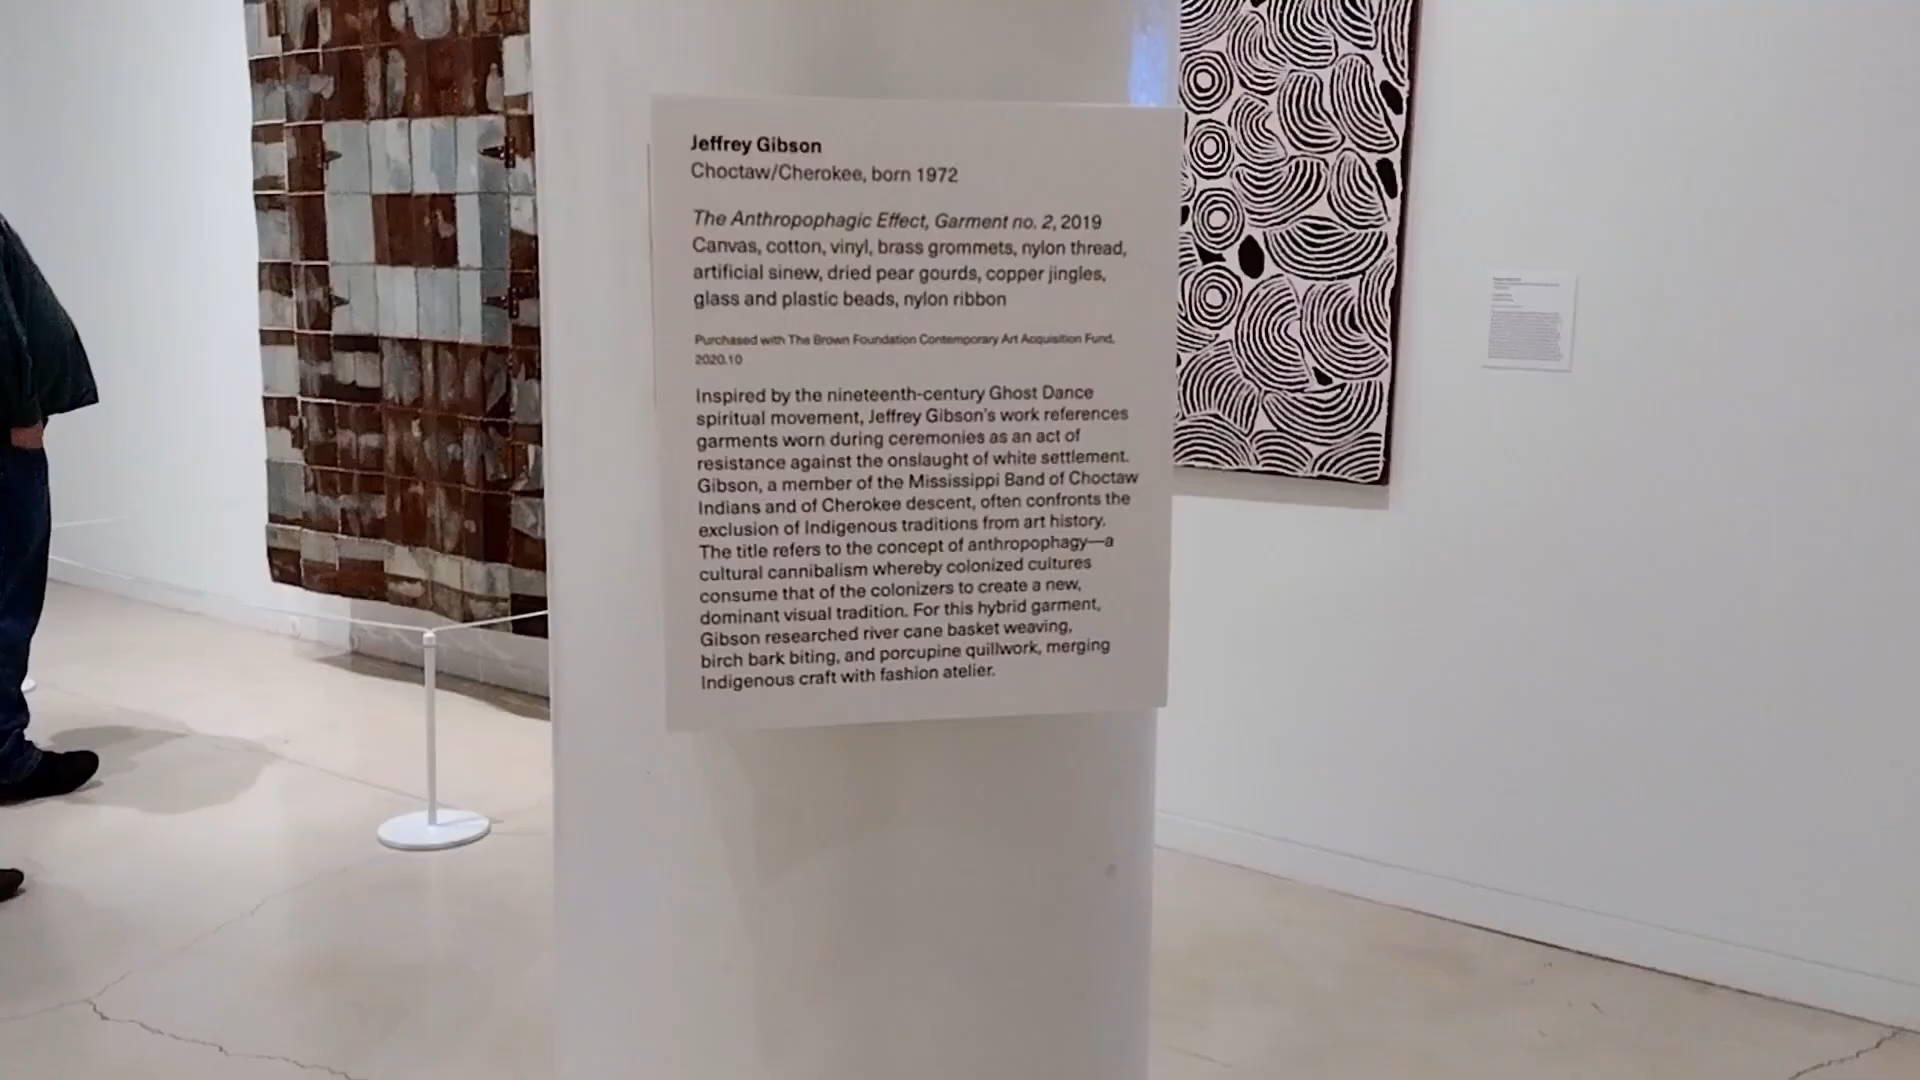 Jeffrey Gibson
Choctaw/Cherokee, born 1972
The Anthropophagic Effect, Garment no. 2, 2019
Canvas, cotton, vinyl, brass grommets, nylon thread,
artificial sinew, dried pear gourds, copper jingles,
glass and plastic beads, nylon ribbon
Purchased with The Brown Foundation Contemporary Art Acquisition Fund,
2020.10
Inspired by the nineteenth-century Ghost Dance
spiritual movement, Jeffrey Gibson's work references
garments worn during ceremonies as an act of
resistance against the onslaught of white settlement.
Gibson, a member of the Mississippi Band of Choctaw
Indians and of Cherokee descent, often confronts the
exclusion of Indigenous traditions from art history.
The title refers to the concept of anthropophagy—a
cultural cannibalism whereby colonized cultures
consume that of the colonizers to create a new,
dominant visual tradition. For this hybrid garment,
Gibson researched river cane basket weaving,
birch bark biting, and porcupine quillwork, merging
Indigenous craft with fashion atelier.